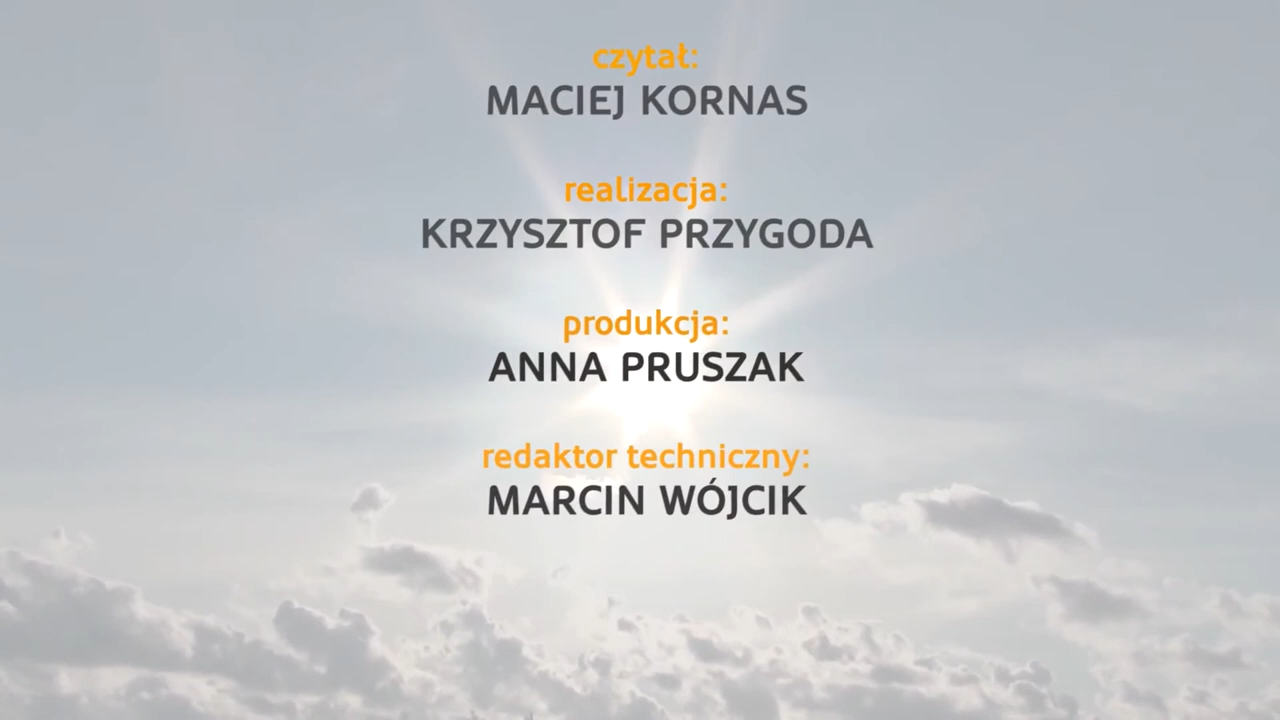 czytał:
MACIEJ KORNAS
realizacja:
KRZYSZTOF PRZYGODA
produkcja:
ANNA PRUSZAK
redaktor techniczny:
MARCIN WÓJCIK